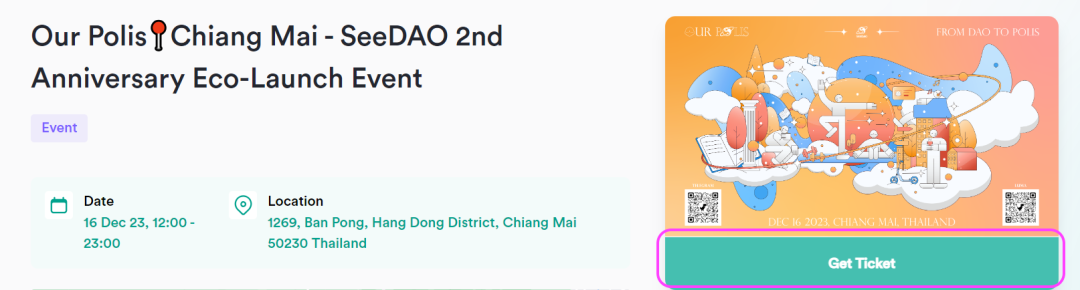 Our Polis📍Chiang Mai - SeeDAO 2nd
Anniversary Eco-Launch Event
Event
Date
16 Dec 23, 12:00 -
23:00
Location
1269, Ban Pong, Hang Dong District, Chiang Mai
50230 Thailand
OUR POLIS
FROM DAO TO POLIS
DEC 16 2023, CHIANG MAI, THAILAND
Get Ticket